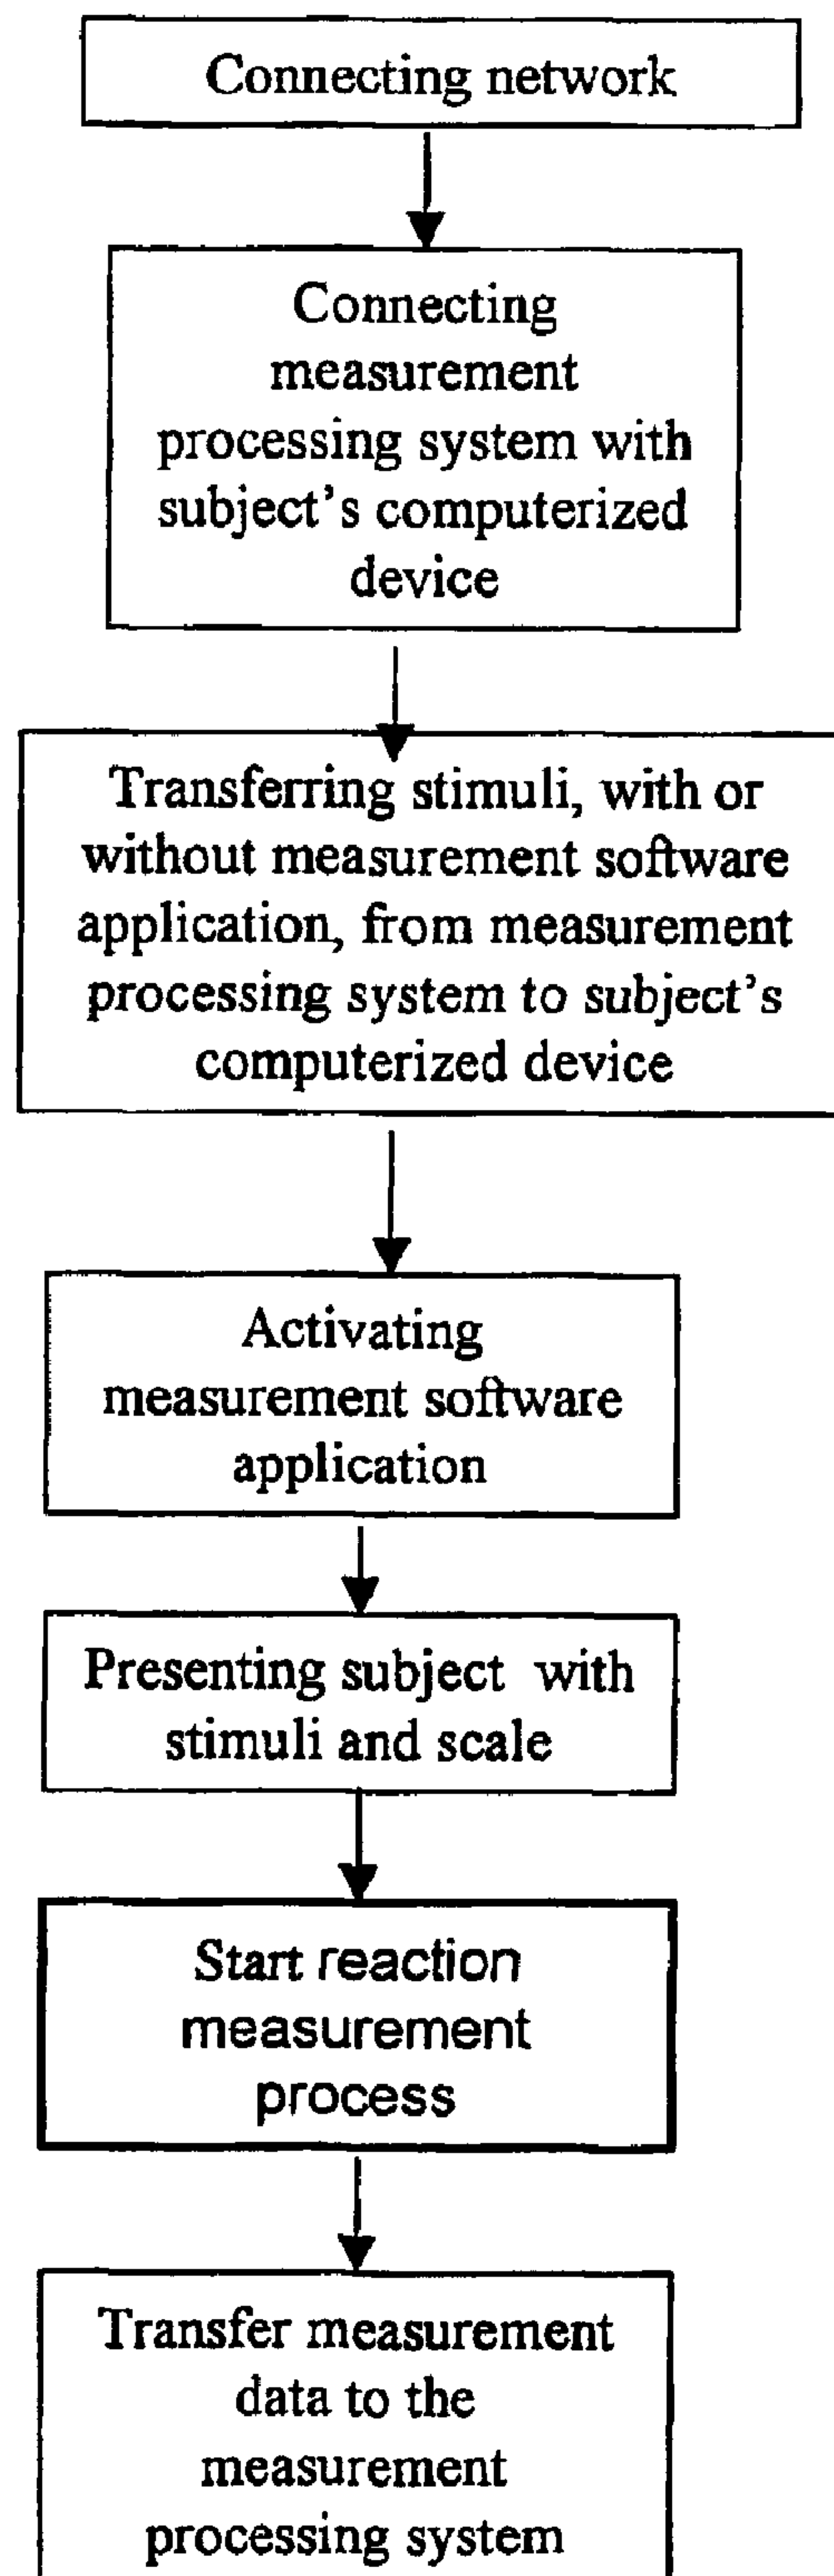 Connecting network
Connecting
measurement
processing system with
subject's computerized
device
Transferring stimuli, with or
without measurement software
application, from measurement
processing system to subject's
computerized device
Activating
measurement software
application
Presenting subject with
stimuli and scale
Start reaction
measurement
process
Transfer measurement
data to the
measurement
processing system